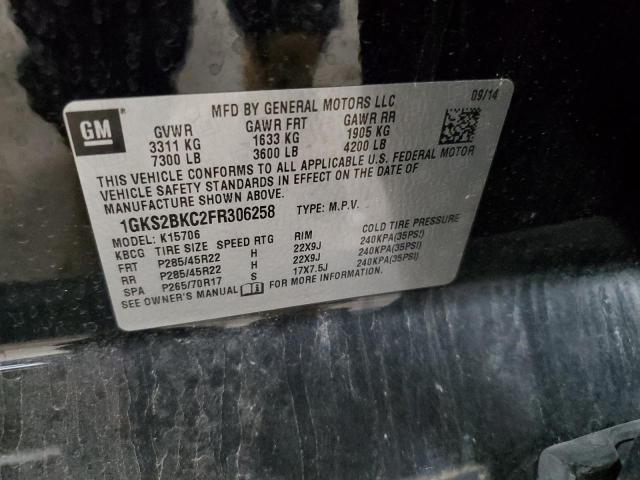 GM
MFD BY GENERAL MOTORS LLC 09/14
GVWR GAWR FRT GAWR RR
3311 KG 1633 KG 1905 KG
7300 LB 3600 LB 4200 LB
THIS VEHICLE CONFORMS TO ALL APPLICABLE U.S. FEDERAL MOTOR
VEHICLE SAFETY STANDARDS IN EFFECT ON THE DATE OF
MANUFACTURE SHOWN ABOVE.
1GKS2BKC2FR306258 TYPE: M.P.V.
MODEL: K15706
KBCG TIRE SIZE SPEED RTG RIM COLD TIRE PRESSURE
FRT P285/45R22 H 22X9J 240KPA(35PSI)
RR P285/45R22 H 22X9J 240KPA(35PSI)
SPA P265/70R17 S 17X7.5J 240KPA(35PSI)
SEE OWNER'S MANUAL FOR MORE INFORMATION.